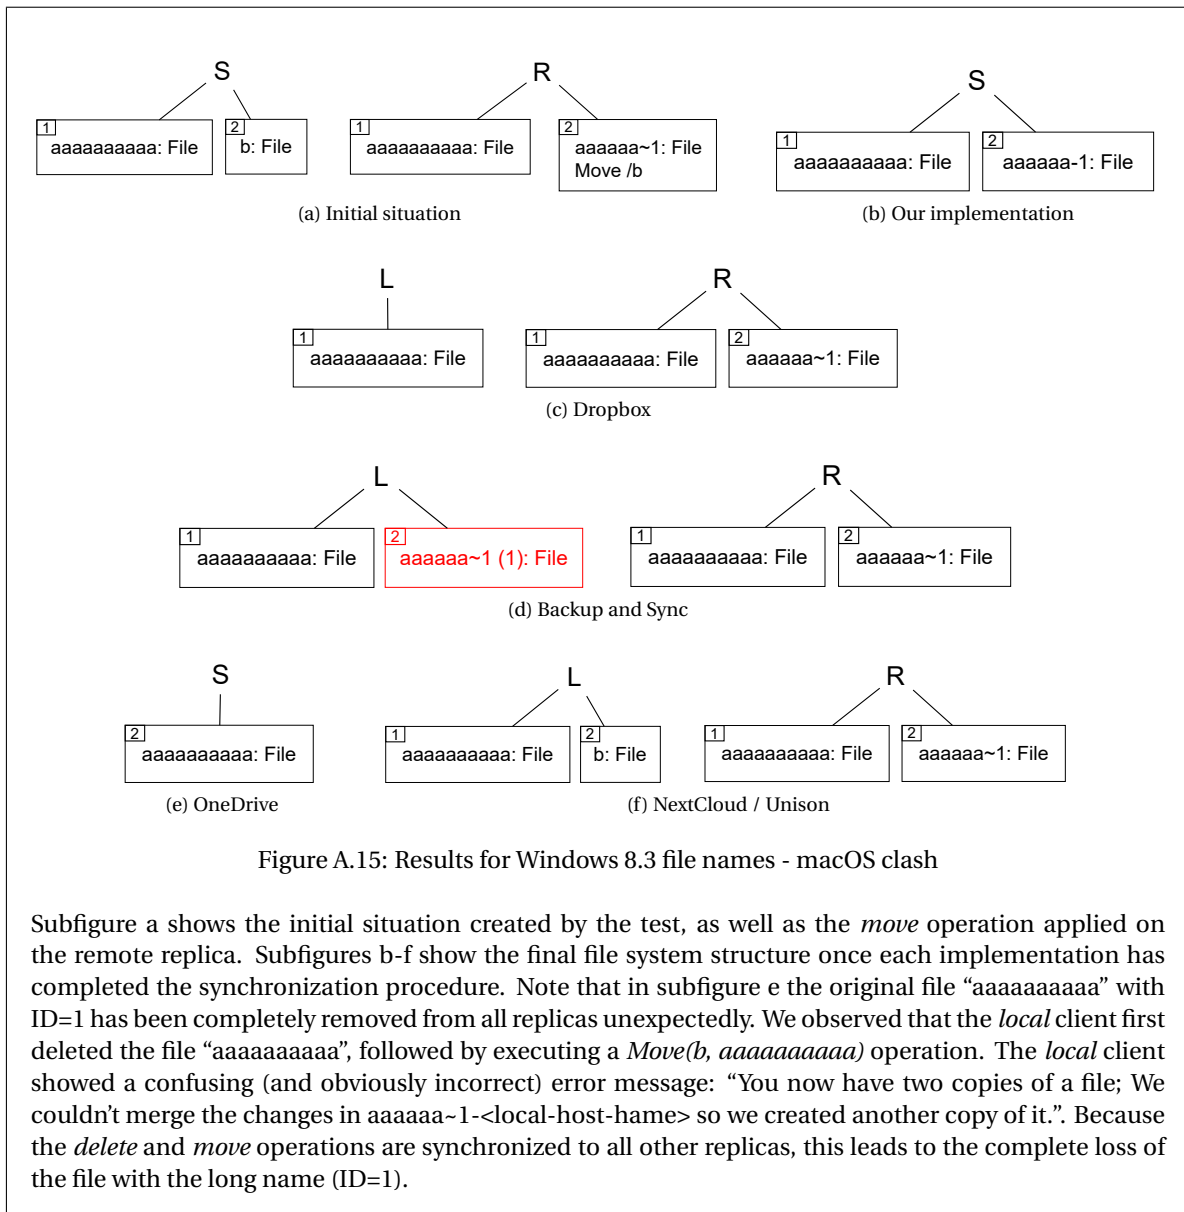 S
1
aaaaaaaaaa: File
2
b: File
R
1
aaaaaaaaaa: File
2
aaaaaa~1: File
Move /b
(a) Initial situation
S
1
aaaaaaaaaa: File
2
aaaaaa-1: File
(b) Our implementation
L
1
aaaaaaaaaa: File
R
1
aaaaaaaaaa: File
2
aaaaaa~1: File
(c) Dropbox
L
1
aaaaaaaaaa: File
2
aaaaaa~1 (1): File
R
1
aaaaaaaaaa: File
2
aaaaaa~1: File
(d) Backup and Sync
S
2
aaaaaaaaaa: File
(e) OneDrive
L
1
aaaaaaaaaa: File
2
b: File
R
1
aaaaaaaaaa: File
2
aaaaaa~1: File
(f) NextCloud / Unison
Figure A.15: Results for Windows 8.3 file names - macOS clash
Subfigure a shows the initial situation created by the test, as well as the move operation applied on
the remote replica. Subfigures b-f show the final file system structure once each implementation has
completed the synchronization procedure. Note that in subfigure e the original file “aaaaaaaaaa” with
ID=1 has been completely removed from all replicas unexpectedly. We observed that the local client first
deleted the file “aaaaaaaaaa”, followed by executing a Move(b, aaaaaaaaaa) operation. The local client
showed a confusing (and obviously incorrect) error message: “You now have two copies of a file; We
couldn’t merge the changes in aaaaaa~1-<local-host-hame> so we created another copy of it.”. Because
the delete and move operations are synchronized to all other replicas, this leads to the complete loss of
the file with the long name (ID=1).